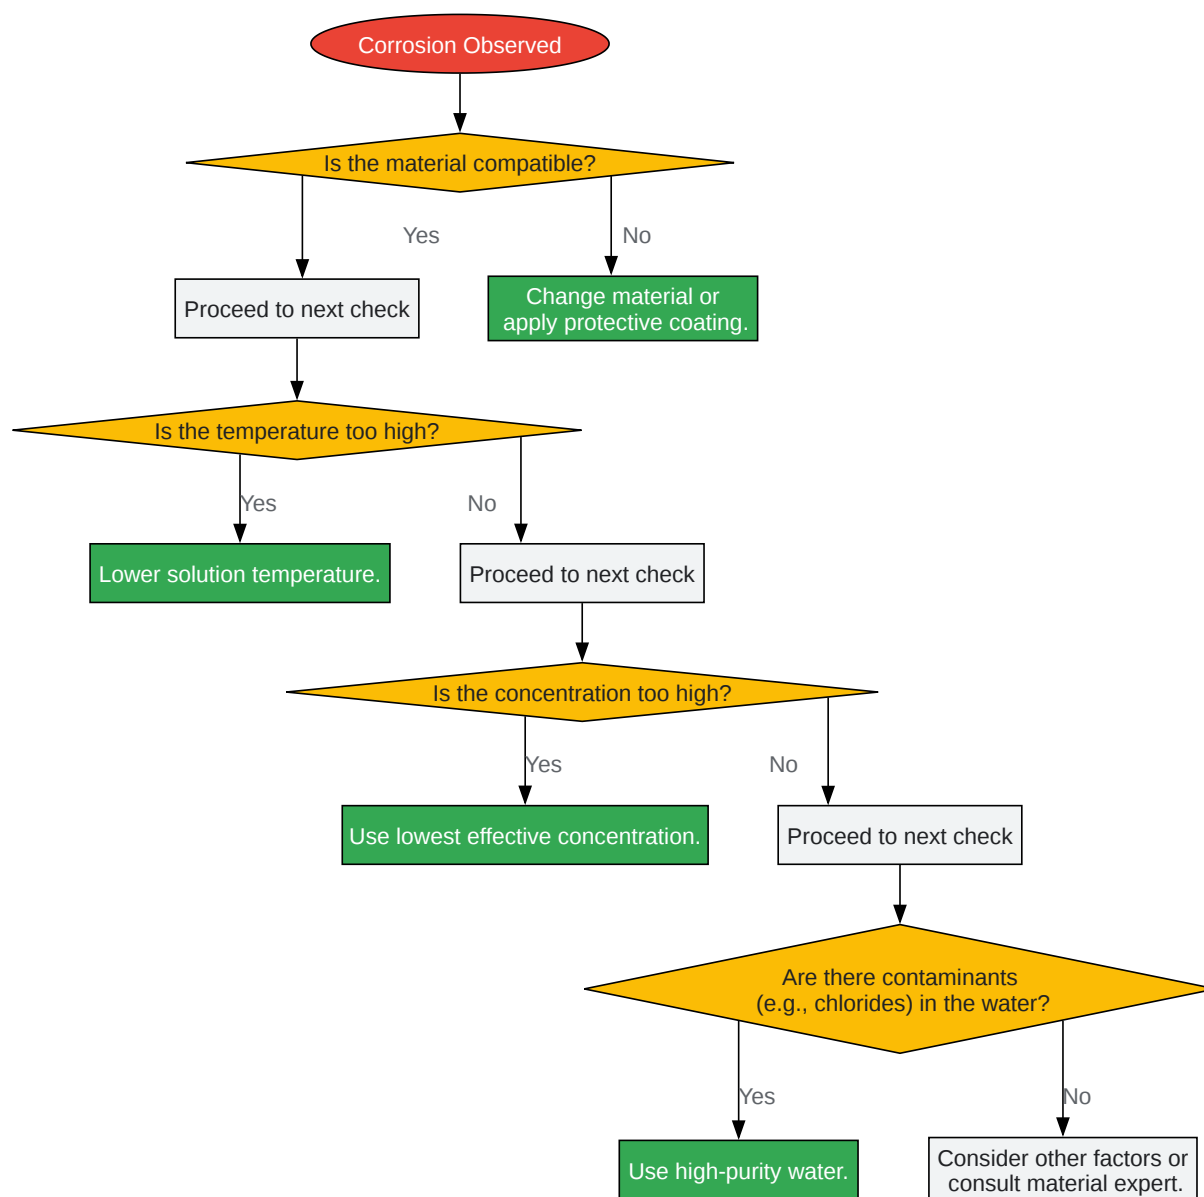 Corrosion Observed
Is the material compatible?
Yes
No
Proceed to next check
Change material or
apply protective coating.
Is the temperature too high?
Yes
No
Lower solution temperature.
Proceed to next check
Is the concentration too high?
Yes
No
Use lowest effective concentration.
Proceed to next check
Are there contaminants
(e.g., chlorides) in the water?
Yes
No
Use high-purity water.
Consider other factors or
consult material expert.